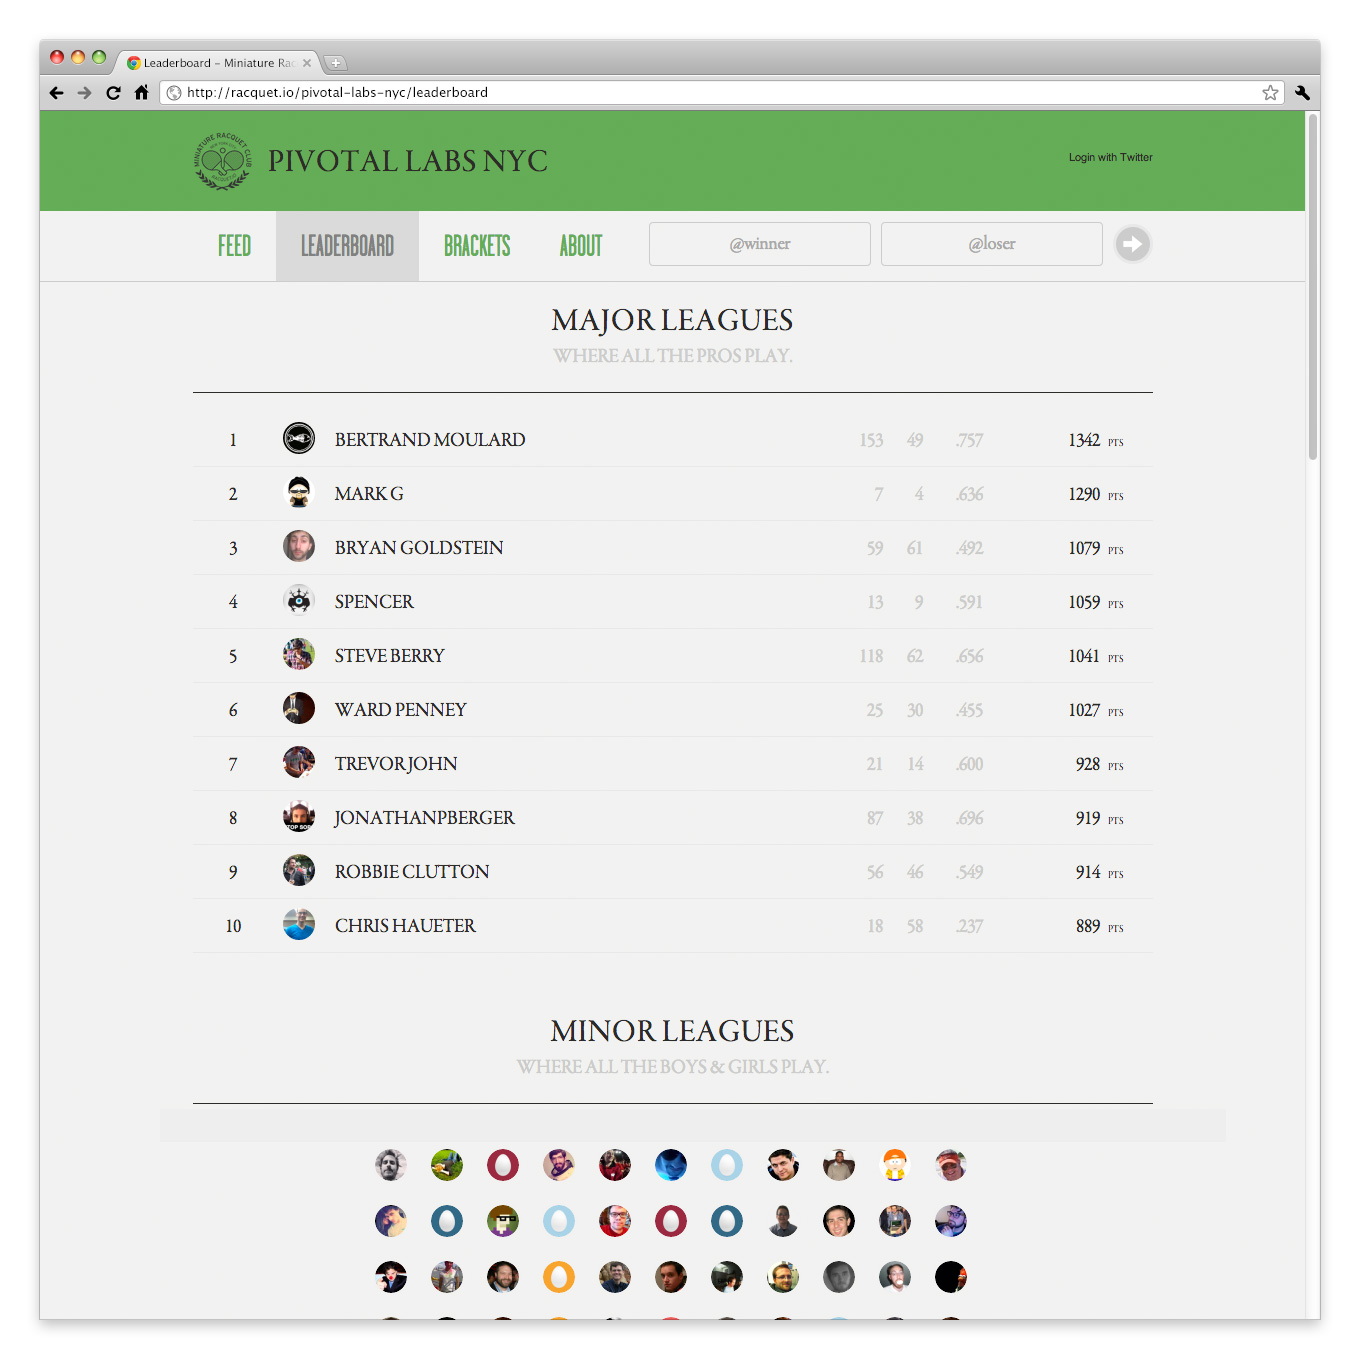 Leaderboard – Miniature Rac
http://racquet.io/pivotal-labs-nyc/leaderboard
MINIATURE RACQUET CLUB
PIVOTAL LABS NYC
Login with Twitter
FEED LEADERBOARD BRACKETS ABOUT @winner @loser
MAJOR LEAGUES
WHERE ALL THE PROS PLAY.
1 BERTRAND MOULARD 153 49 .757 1342 PTS
2 MARK G 7 4 .636 1290 PTS
3 BRYAN GOLDSTEIN 59 61 .492 1079 PTS
4 SPENCER 13 9 .591 1059 PTS
5 STEVE BERRY 118 62 .656 1041 PTS
6 WARD PENNEY 25 30 .455 1027 PTS
7 TREVORJOHN 21 14 .600 928 PTS
8 JONATHANPBERGER 87 38 .696 919 PTS
9 ROBBIE CLUTTON 56 46 .549 914 PTS
10 CHRIS HAUETER 18 58 .237 889 PTS
MINOR LEAGUES
WHERE ALL THE BOYS & GIRLS PLAY.